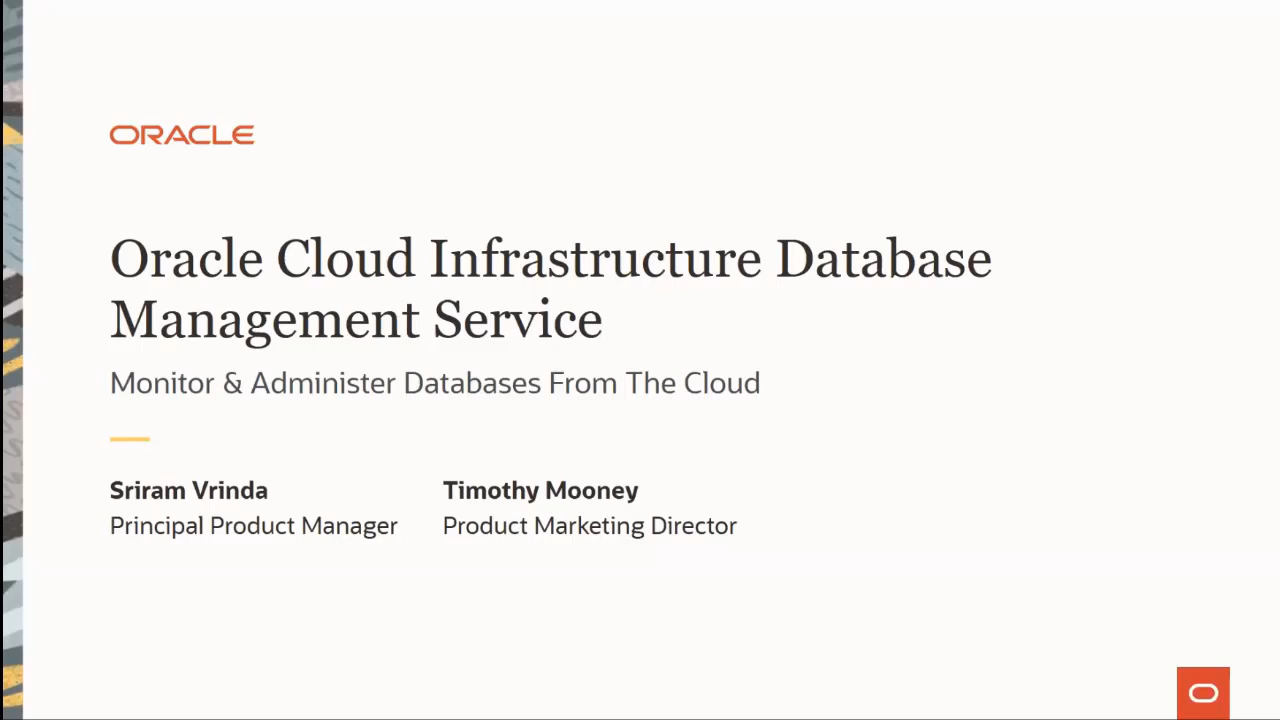 ORACLE
Oracle Cloud Infrastructure Database
Management Service
Monitor & Administer Databases From The Cloud
Sriram Vrinda
Principal Product Manager
Timothy Mooney
Product Marketing Director